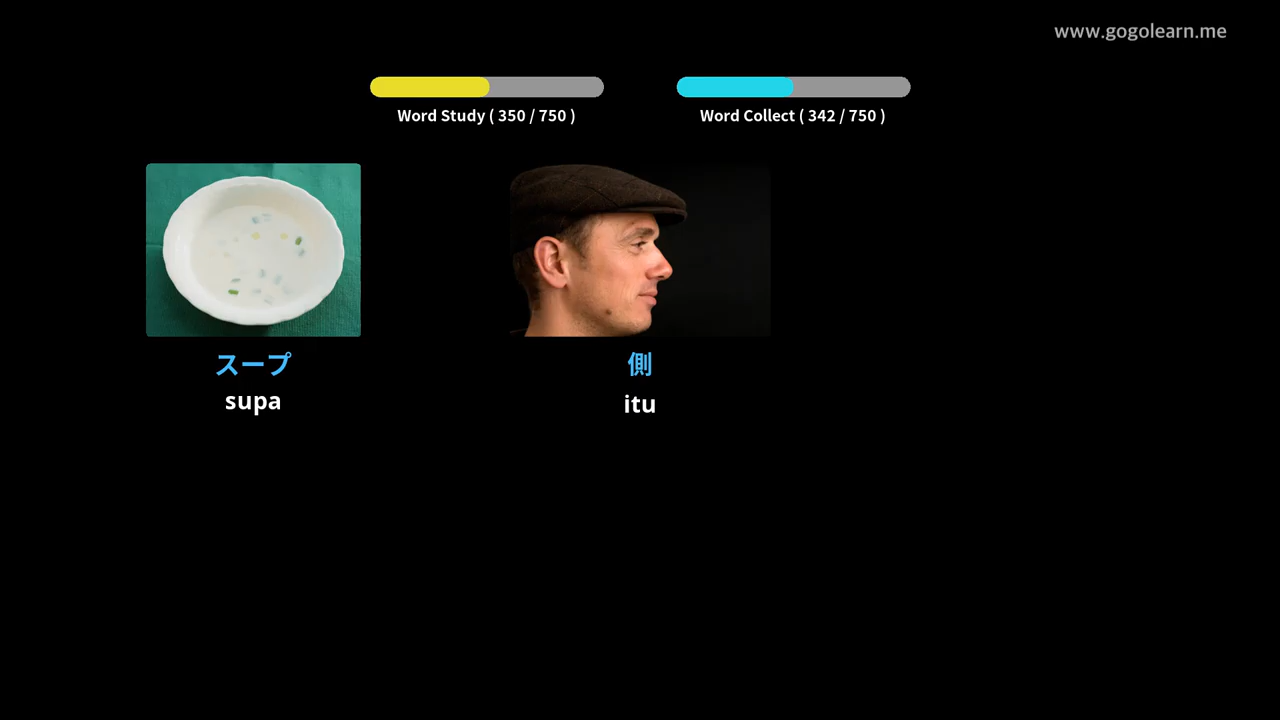 www.gogolearn.me
Word Study ( 350 / 750 )
Word Collect ( 342 / 750 )
スープ
supa
側
itu